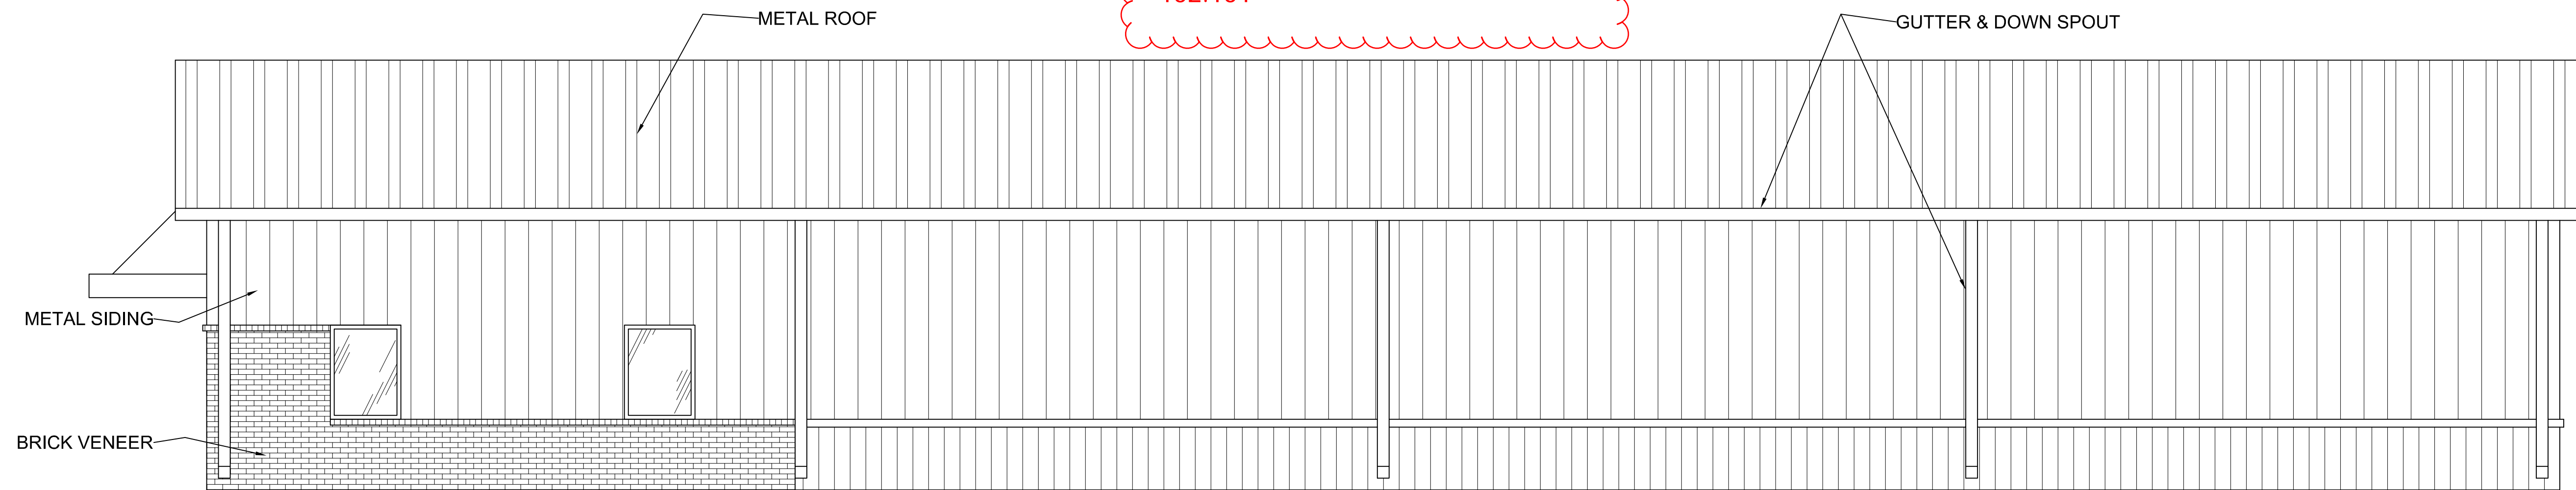 METAL ROOF
GUTTER & DOWN SPOUT
METAL SIDING
BRICK VENEER